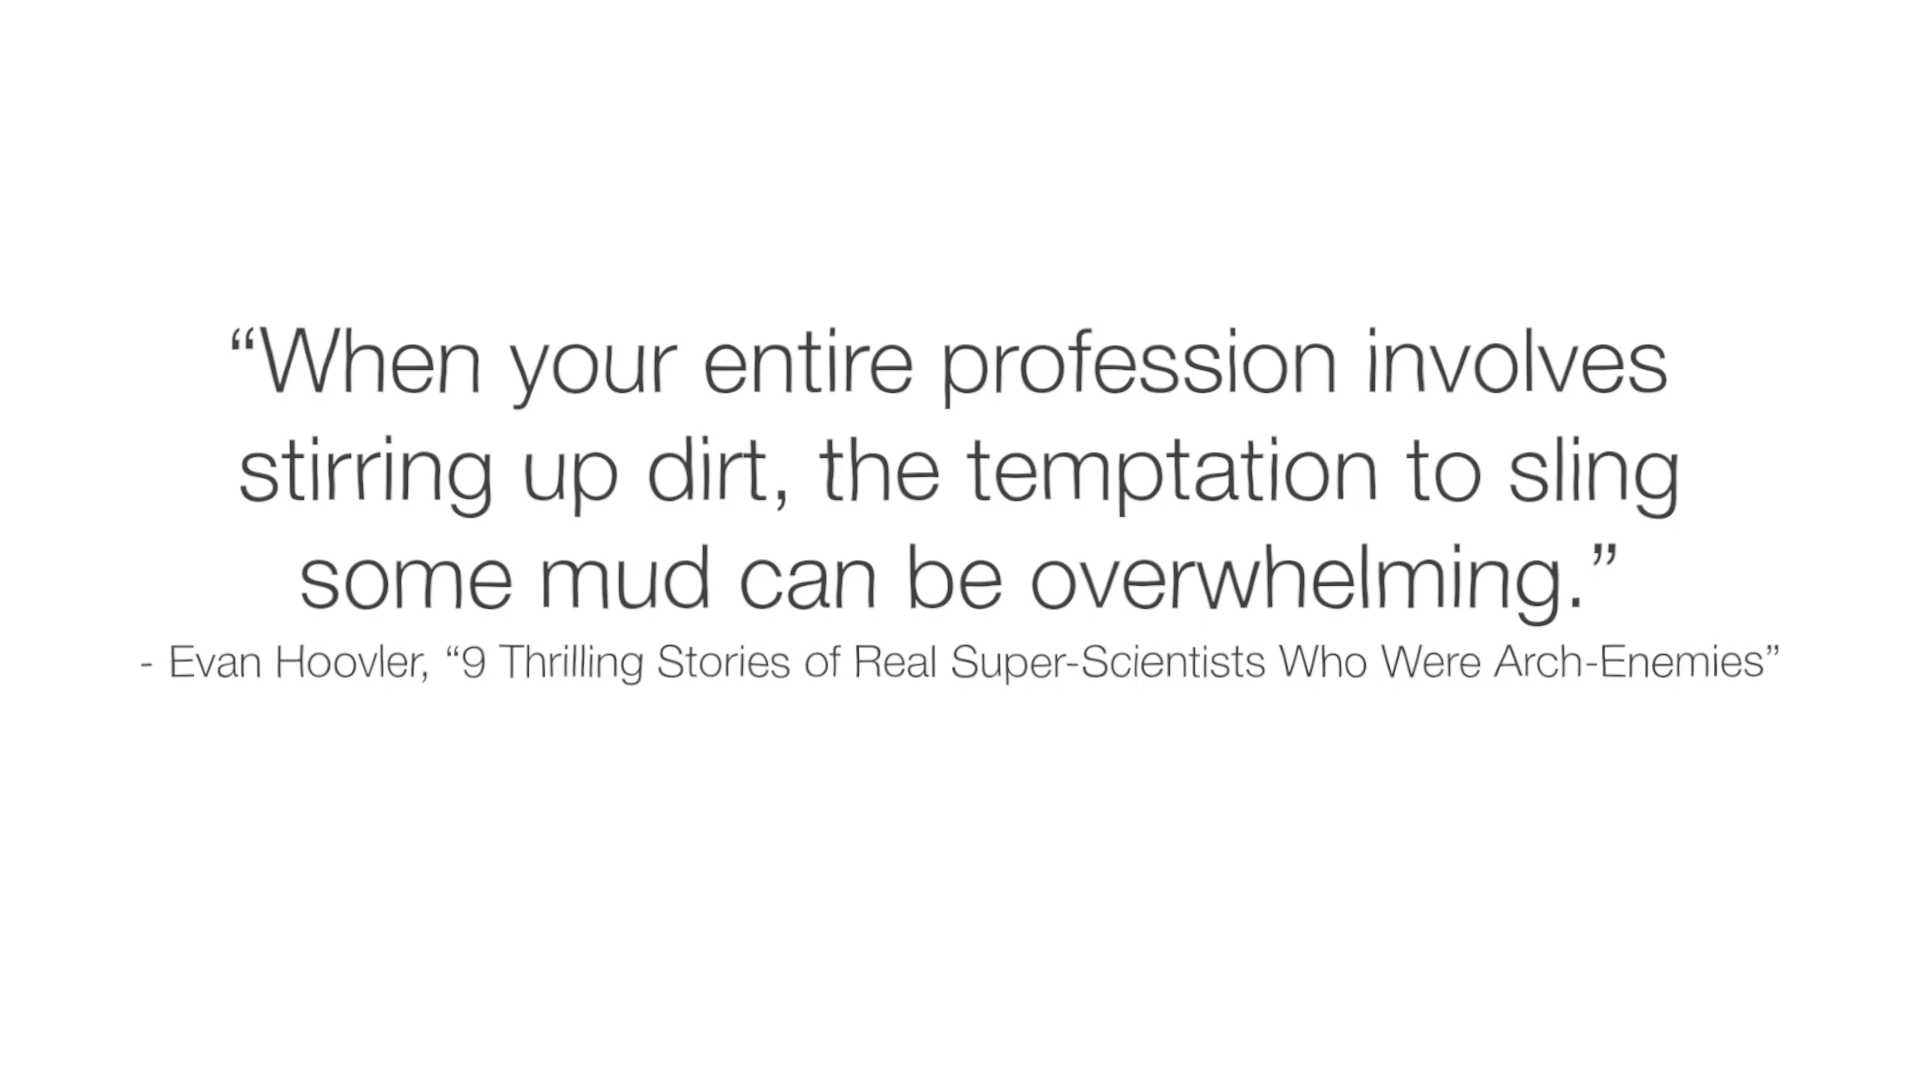 “When your entire profession involves
stirring up dirt, the temptation to sling
some mud can be overwhelming.”
- Evan Hoovler, “9 Thrilling Stories of Real Super-Scientists Who Were Arch-Enemies”